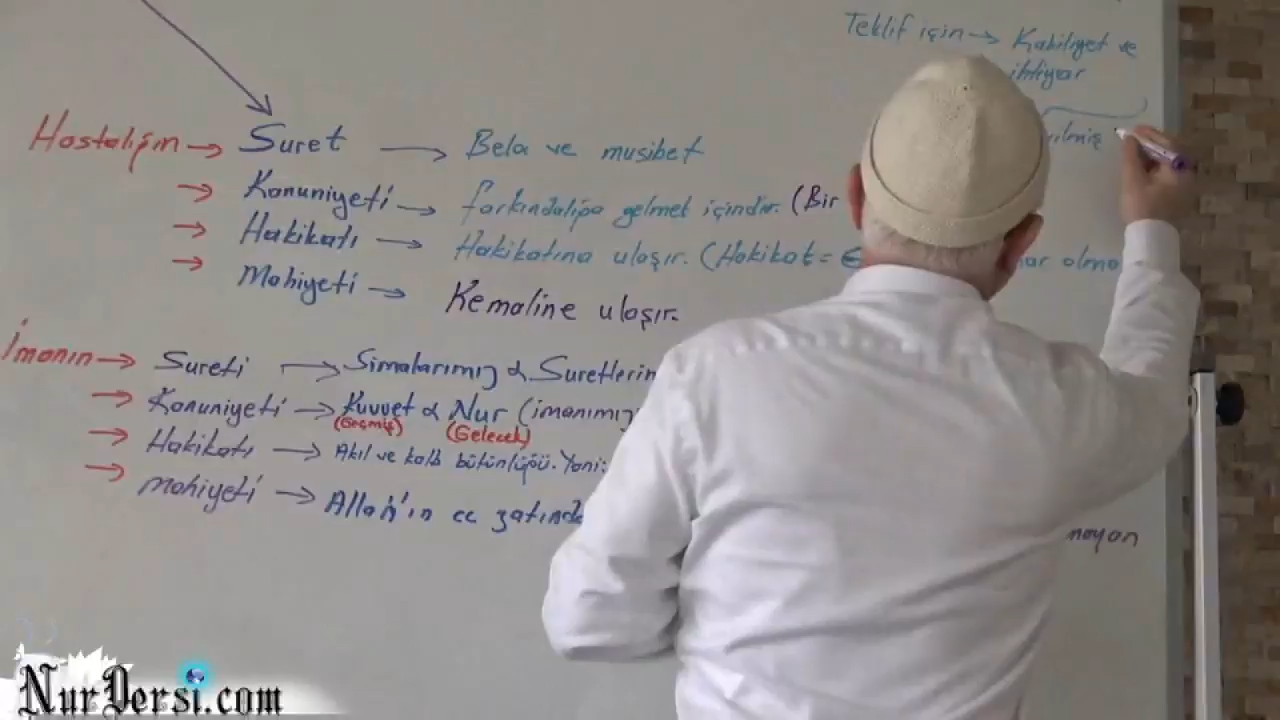 Teklif için → Kabiliyet ve
ihtiyar
Hastalığın → Suret → Bela ve musibet
→ Kanuniyeti → farkındalığa gelmek içindir. (Bir
→ Hakikatı → Hakikatına ulaşır. (Hakikat =
→ Mahiyeti → Kemaline ulaşır.
İmanın → Sureti → Simalarımız & Suretlerim
→ Kanuniyeti → Kuvvet & Nur (imanımız
(Geçmiş) (Gelecek)
→ Hakikatı → Akıl ve kalb bütünlüğü. Yani:
→ mahiyeti → Allah'ın cc zatında
NurDersi.com